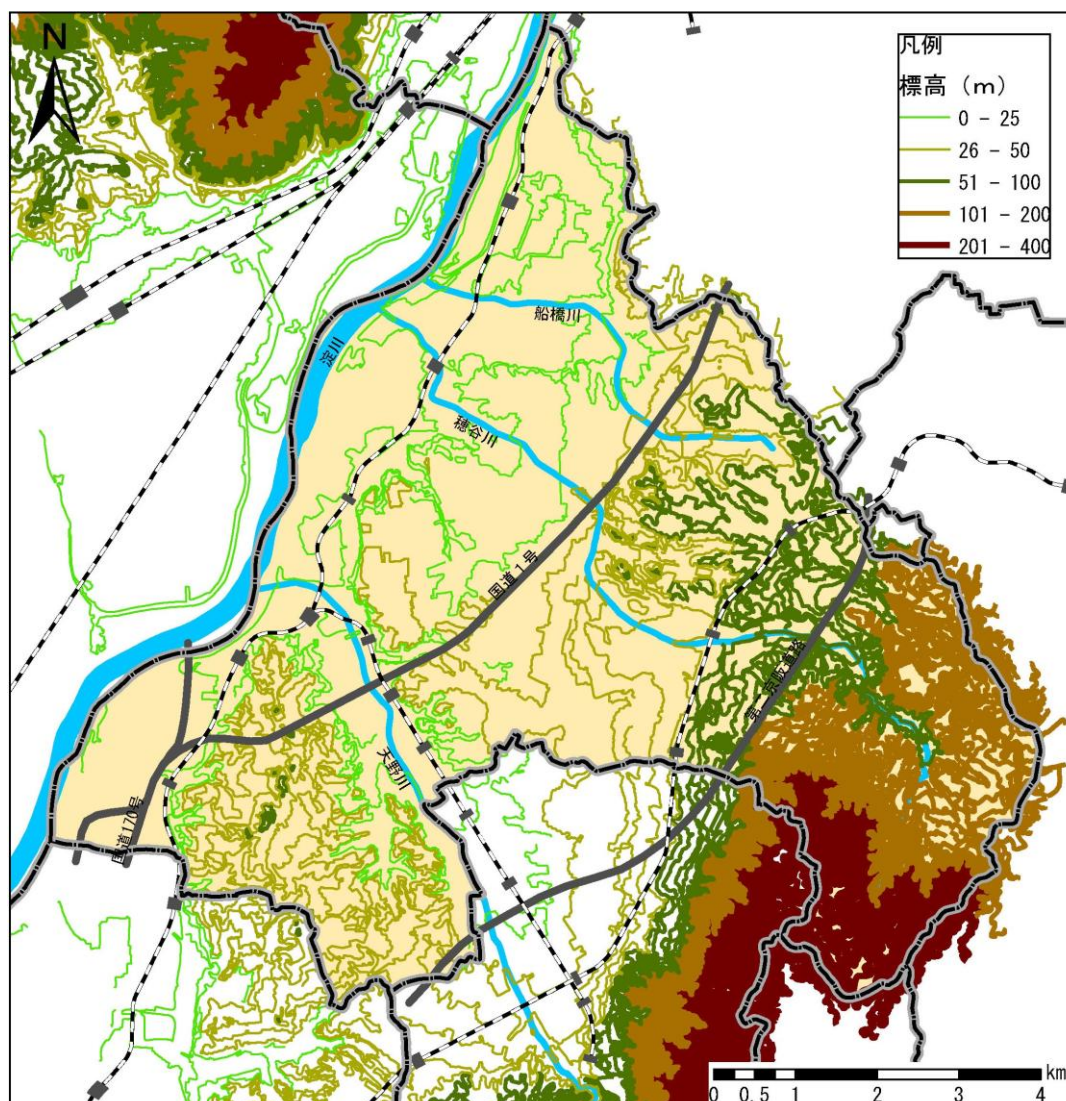 N
凡例
標高（m）
0 - 25
26 - 50
51 - 100
101 - 200
201 - 400
船橋川
淀川
穂谷川
国道１号
第二京阪道路
天野川
国道170号
km
0 0.5 1 2 3 4